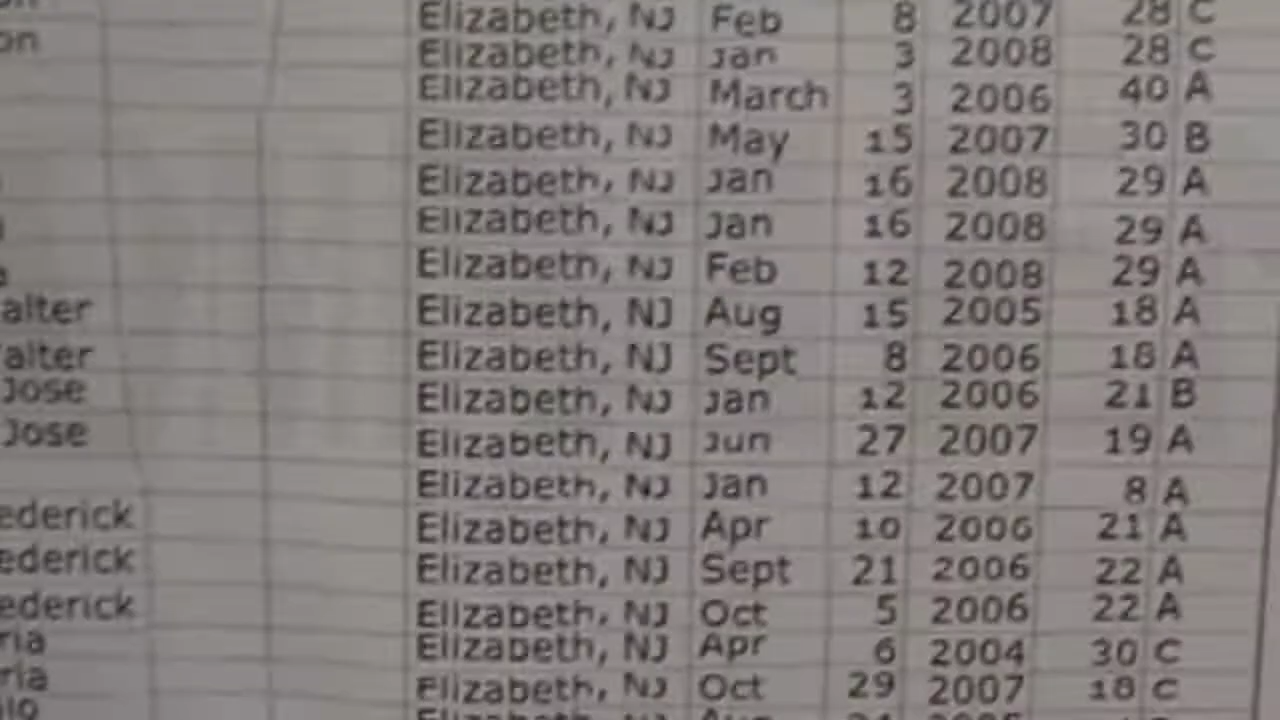 Elizabeth, NJ Feb 8 2007 28 C
on Elizabeth, NJ Jan 3 2008 28 C
Elizabeth, NJ March 3 2006 40 A
Elizabeth, NJ May 15 2007 30 B
Elizabeth, NJ Jan 16 2008 29 A
Elizabeth, NJ Jan 16 2008 29 A
Elizabeth, NJ Feb 12 2008 29 A
alter Elizabeth, NJ Aug 15 2005 18 A
alter Elizabeth, NJ Sept 8 2006 18 A
Jose Elizabeth, NJ Jan 12 2006 21 B
Jose Elizabeth, NJ Jun 27 2007 19 A
Elizabeth, NJ Jan 12 2007 8 A
ederick Elizabeth, NJ Apr 10 2006 21 A
ederick Elizabeth, NJ Sept 21 2006 22 A
ederick Elizabeth, NJ Oct 5 2006 22 A
ria Elizabeth, NJ Apr 6 2004 30 C
ria Elizabeth, NJ Oct 29 2007 18 C